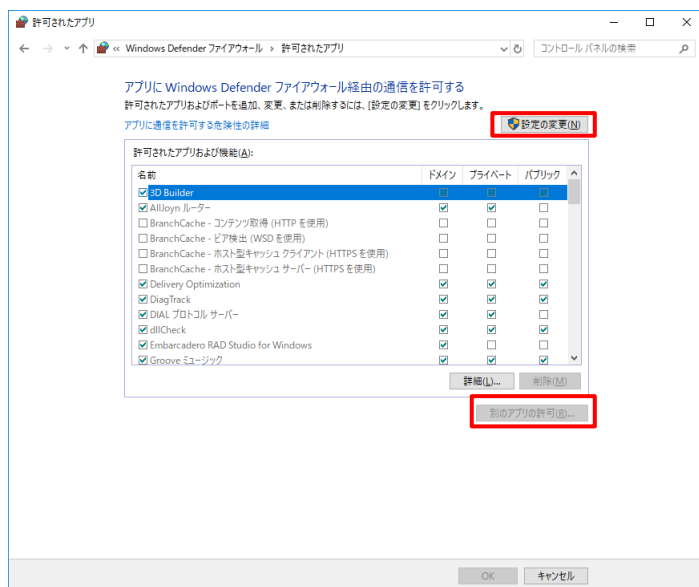 許可されたアプリ
« Windows Defender ファイアウォール > 許可されたアプリ
コントロール パネルの検索
アプリに Windows Defender ファイアウォール経由の通信を許可する
許可されたアプリおよびポートを追加、変更、または削除するには、[設定の変更] をクリックします。
アプリに通信を許可する危険性の詳細
設定の変更(N)
許可されたアプリおよび機能(A):
名前 ドメイン プライベート パブリック
3D Builder
AllJoyn ルーター
BranchCache - コンテンツ取得 (HTTP を使用)
BranchCache - ピア検出 (WSD を使用)
BranchCache - ホスト型キャッシュ クライアント (HTTPS を使用)
BranchCache - ホスト型キャッシュ サーバー (HTTPS を使用)
Delivery Optimization
DiagTrack
DIAL プロトコル サーバー
dllCheck
Embarcadero RAD Studio for Windows
Groove ミュージック
詳細(L)... 削除(M)
別のアプリの許可(R)...
OK キャンセル